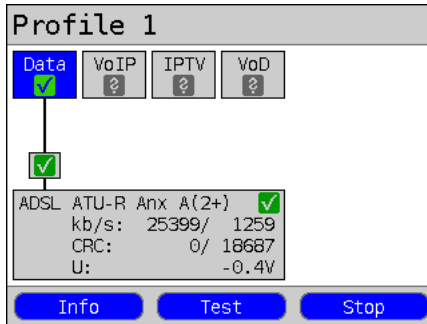 Profile 1
Data VoIP IPTV VoD
? ? ?
ADSL ATU-R Anx A(2+)
kb/s: 25399/ 1259
CRC: 0/ 18687
U: -0.4V
Info Test Stop